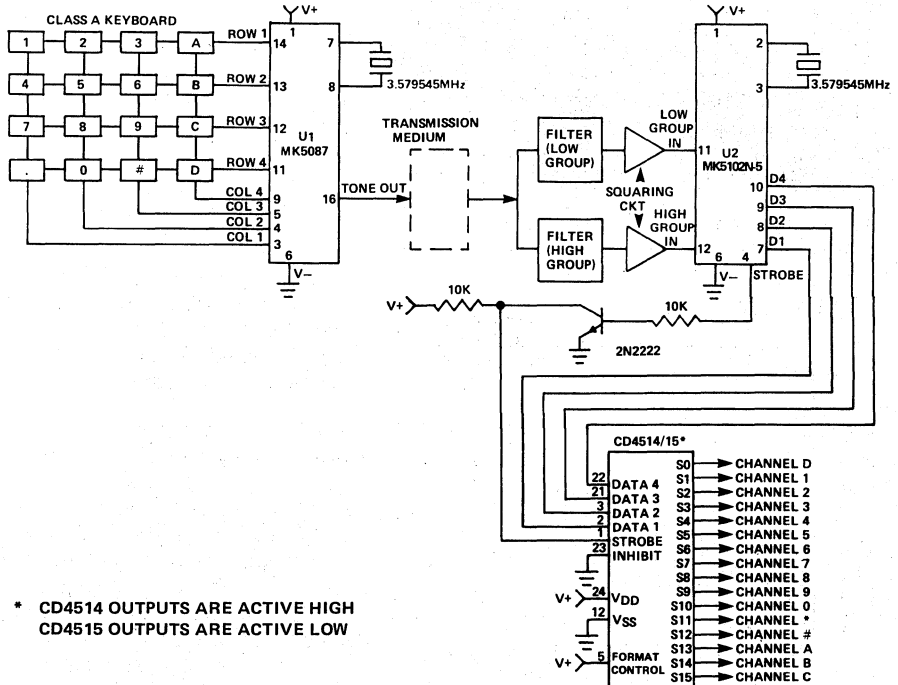 CLASS A KEYBOARD
1 2 3 A ROW 1
4 5 6 B ROW 2
7 8 9 C ROW 3
. 0 # D ROW 4
COL 4
COL 3
COL 2
COL 1
V+
1
14
13
12
11
9
5
4
3
7
8
16
6
U1
MK5087
V−
3.579545MHz
TONE OUT
TRANSMISSION
MEDIUM
FILTER
(LOW
GROUP)
FILTER
(HIGH
GROUP)
LOW
GROUP
IN
SQUARING
CKT
HIGH
GROUP
IN
V+
1
2
3
11
12
U2
MK5102N-5
10 D4
9 D3
8 D2
7 D1
6
4
V−
STROBE
3.579545MHz
V+
10K
10K
2N2222
CD4514/15*
22 DATA 4
21 DATA 3
3 DATA 2
2 DATA 1
1 STROBE
23 INHIBIT
V+ 24 VDD
12 VSS
V+ 5 FORMAT
CONTROL
S0 CHANNEL D
S1 CHANNEL 1
S2 CHANNEL 2
S3 CHANNEL 3
S4 CHANNEL 4
S5 CHANNEL 5
S6 CHANNEL 6
S7 CHANNEL 7
S8 CHANNEL 8
S9 CHANNEL 9
S10 CHANNEL 0
S11 CHANNEL *
S12 CHANNEL #
S13 CHANNEL A
S14 CHANNEL B
S15 CHANNEL C
* CD4514 OUTPUTS ARE ACTIVE HIGH
CD4515 OUTPUTS ARE ACTIVE LOW